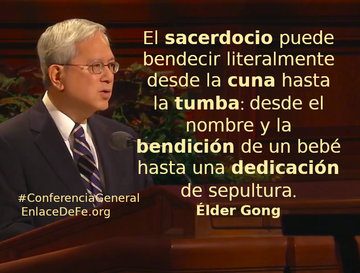 El sacerdocio puede
bendecir literalmente
desde la cuna hasta
la tumba: desde el
nombre y la
bendición de un bebé
hasta una dedicación
de sepultura.
#ConferenciaGeneral
Élder Gong
EnlaceDeFe.org